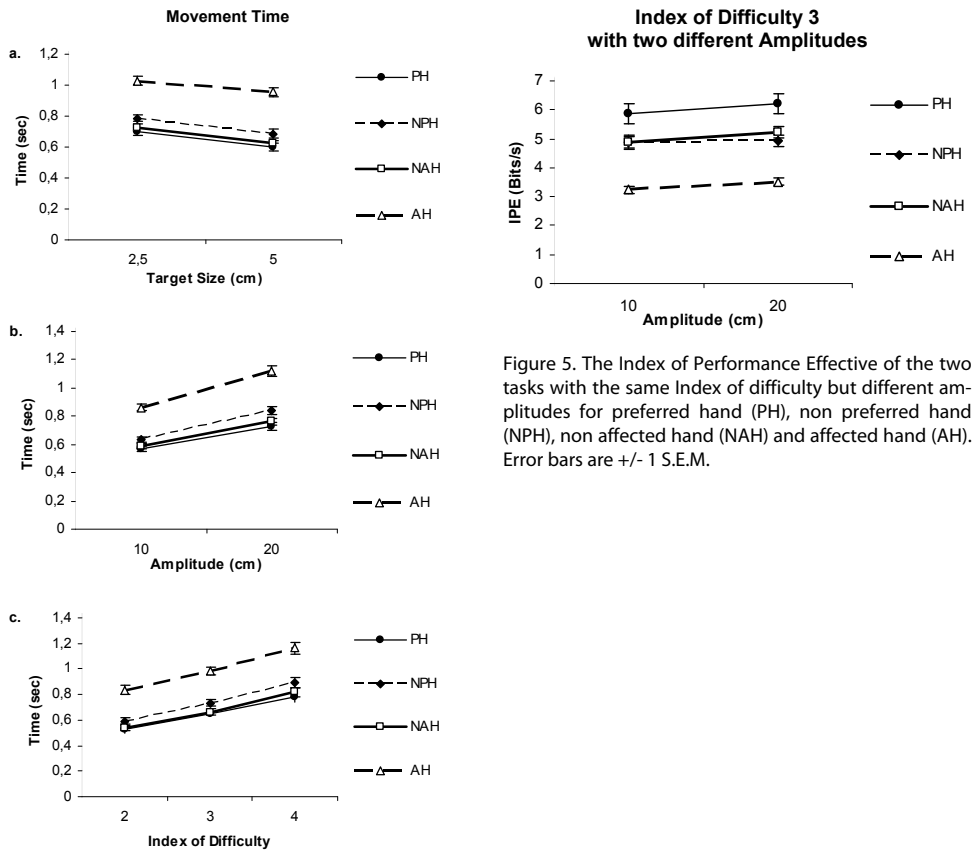 Movement Time
a.
1,2
1
0,8
0,6
0,4
0,2
0
Time (sec)
2,5 5
Target Size (cm)
PH
NPH
NAH
AH
b.
1,4
1,2
1
0,8
0,6
0,4
0,2
0
Time (sec)
10 20
Amplitude (cm)
PH
NPH
NAH
AH
c.
1,4
1,2
1
0,8
0,6
0,4
0,2
0
Time (sec)
2 3 4
Index of Difficulty
PH
NPH
NAH
AH
Index of Difficulty 3
with two different Amplitudes
7
6
5
4
3
2
1
0
IPE (Bits/s)
10 20
Amplitude (cm)
PH
NPH
NAH
AH
Figure 5. The Index of Performance Effective of the two
tasks with the same Index of difficulty but different am-
plitudes for preferred hand (PH), non preferred hand
(NPH), non affected hand (NAH) and affected hand (AH).
Error bars are +/- 1 S.E.M.